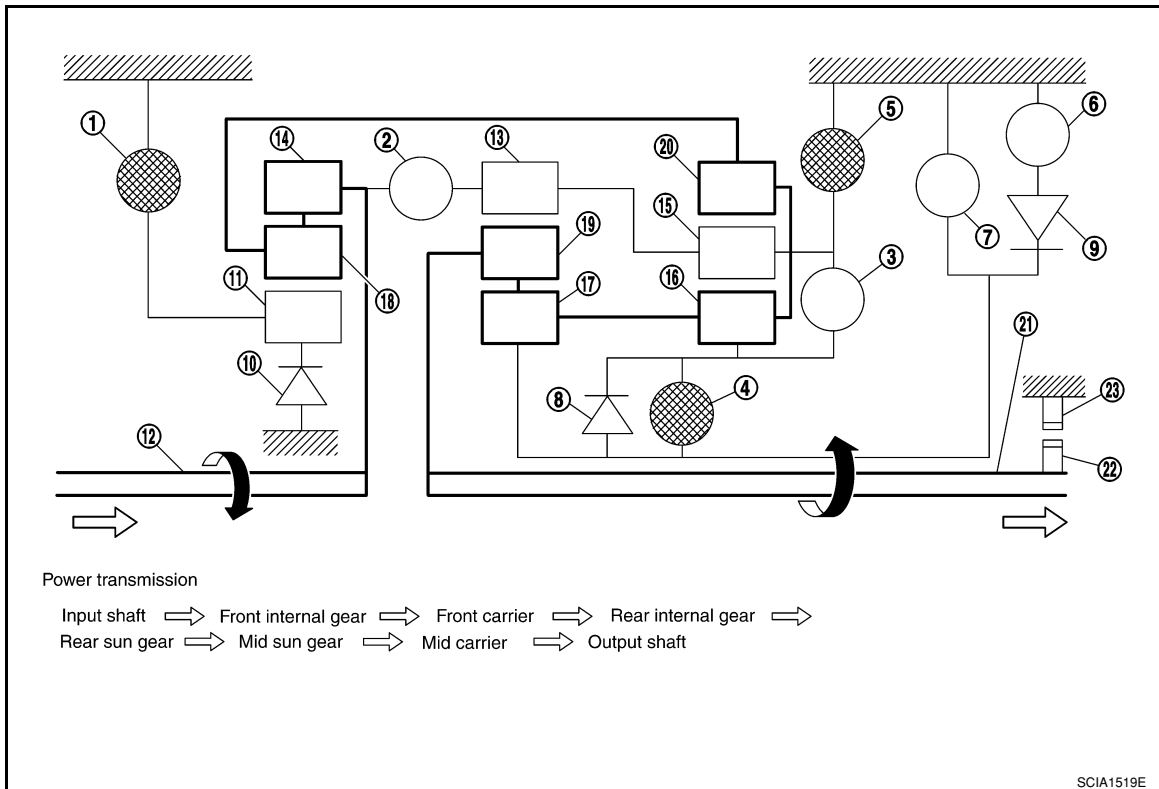 ① ⑤ ⑥
⑭ ② ⑬ ⑳
⑮ ⑦ ⑨
⑲ ③
⑪ ⑱ ⑰ ⑯ ㉑
⑩ ⑧ ④ ㉓
⑫ ㉒
Power transmission
Input shaft ⇨ Front internal gear ⇨ Front carrier ⇨ Rear internal gear ⇨
Rear sun gear ⇨ Mid sun gear ⇨ Mid carrier ⇨ Output shaft
SCIA1519E